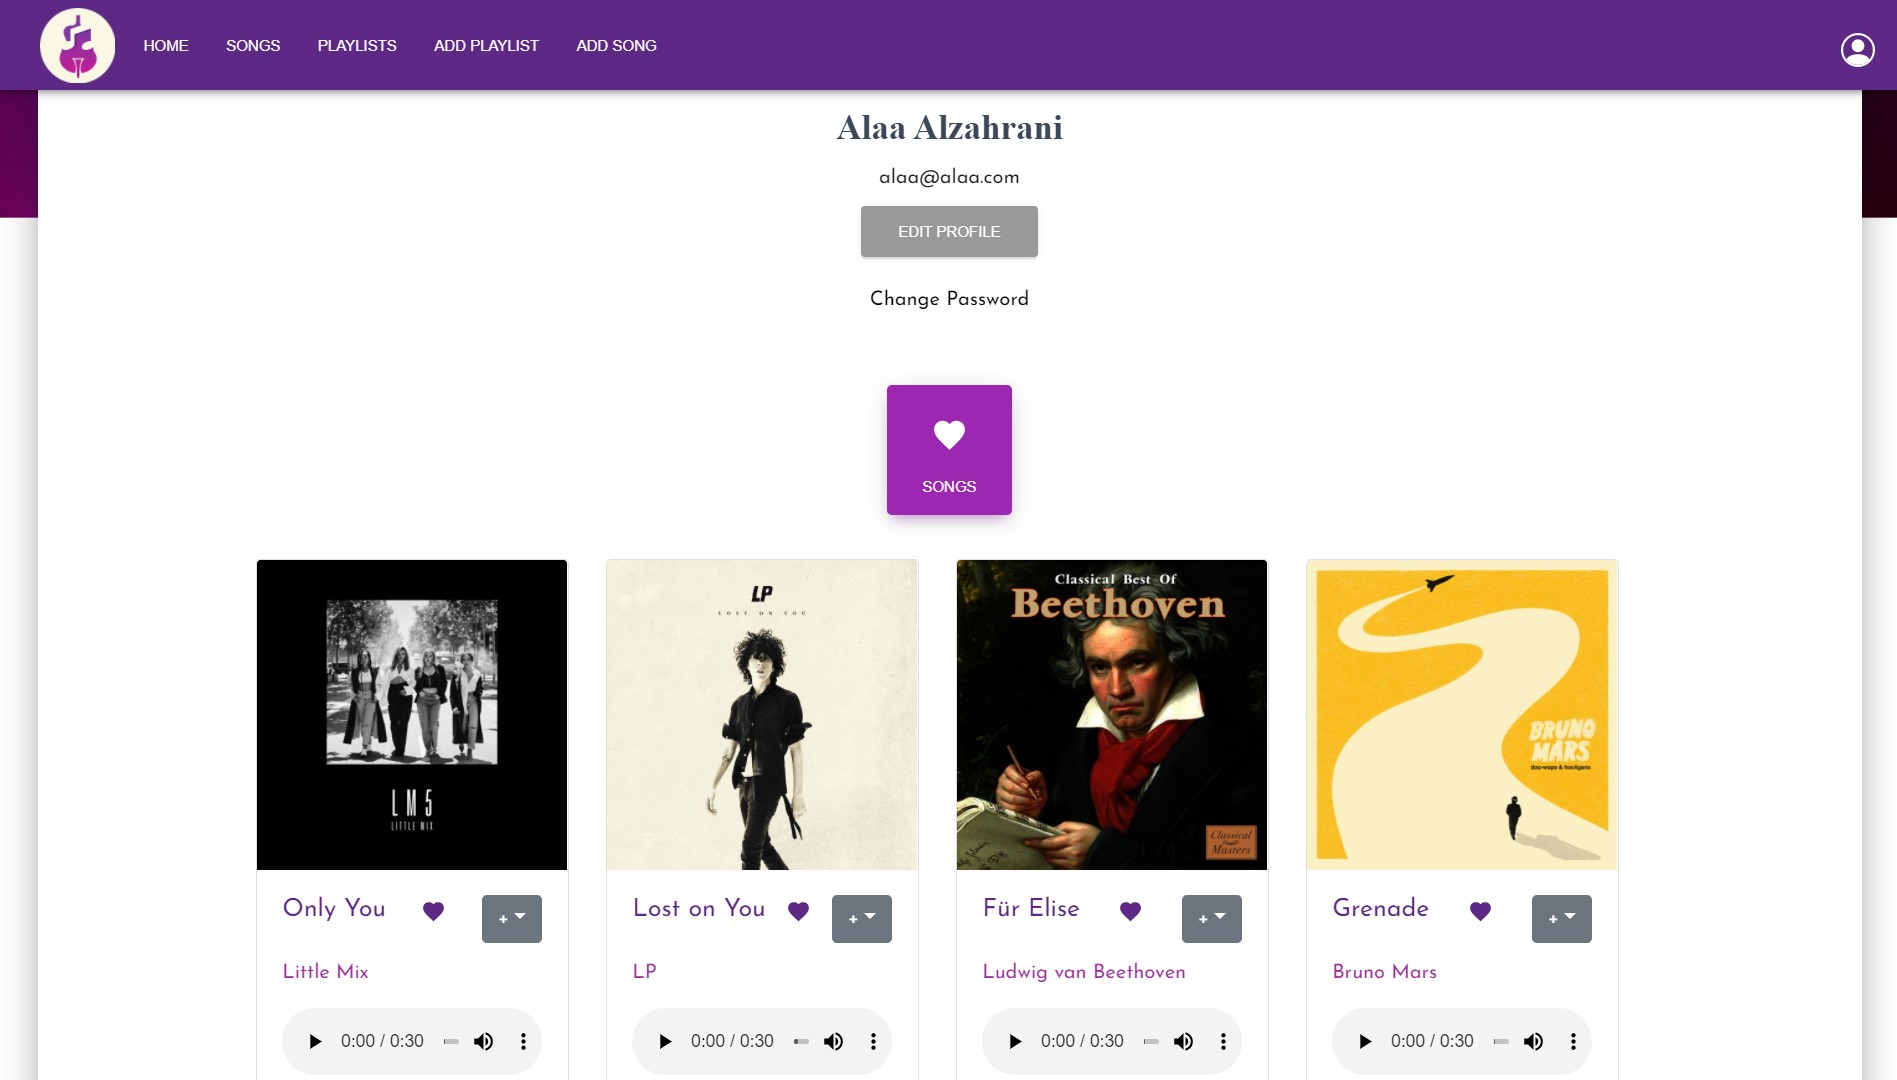 HOME SONGS PLAYLISTS ADD PLAYLIST ADD SONG
Alaa Alzahrani
alaa@alaa.com
EDIT PROFILE
Change Password
SONGS
LM5
LITTLE MIX
LP
LOST ON YOU
Classical Best Of
Beethoven
Classical
Masters
BRUNO
MARS
doo-wops & hooligans
Only You + Lost on You + Für Elise + Grenade +
Little Mix LP Ludwig van Beethoven Bruno Mars
0:00 / 0:30 0:00 / 0:30 0:00 / 0:30 0:00 / 0:30